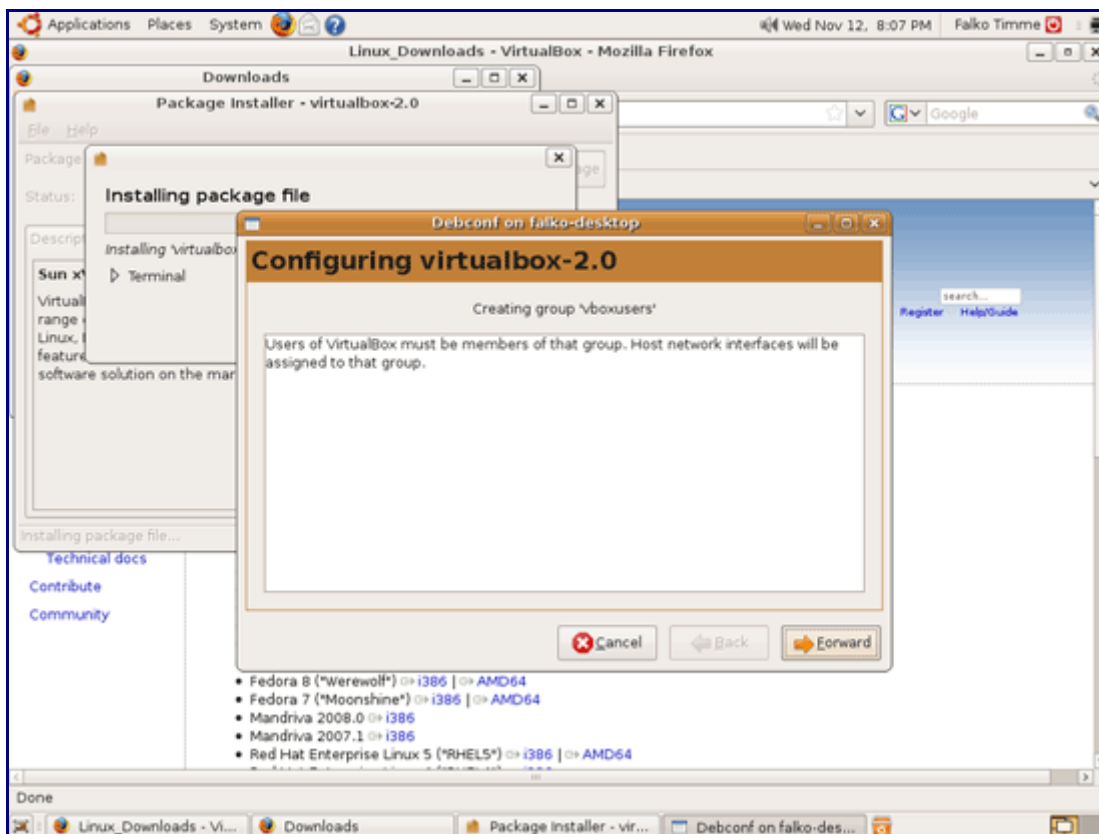 Applications Places System Wed Nov 12, 8:07 PM Falko Timme
Linux_Downloads - VirtualBox - Mozilla Firefox
Downloads
Package Installer - virtualbox-2.0
Google
File Help
Package
Status:
Installing package file
Descript
Installing 'virtualbox
Terminal
Sun x
Virtual
range
Linux,
feature
software solution on the mar
Debconf on falko-desktop
Configuring virtualbox-2.0
Creating group 'vboxusers'
Users of VirtualBox must be members of that group. Host network interfaces will be
assigned to that group.
Cancel Back Forward
search...
Register Help/Guide
Installing package file...
Technical docs
Contribute
Community
Fedora 8 ("Werewolf") i386 | AMD64
Fedora 7 ("Moonshine") i386 | AMD64
Mandriva 2008.0 i386
Mandriva 2007.1 i386
Red Hat Enterprise Linux 5 ("RHEL5") i386 | AMD64
Done
Linux_Downloads - Vi... Downloads Package Installer - vir... Debconf on falko-des...